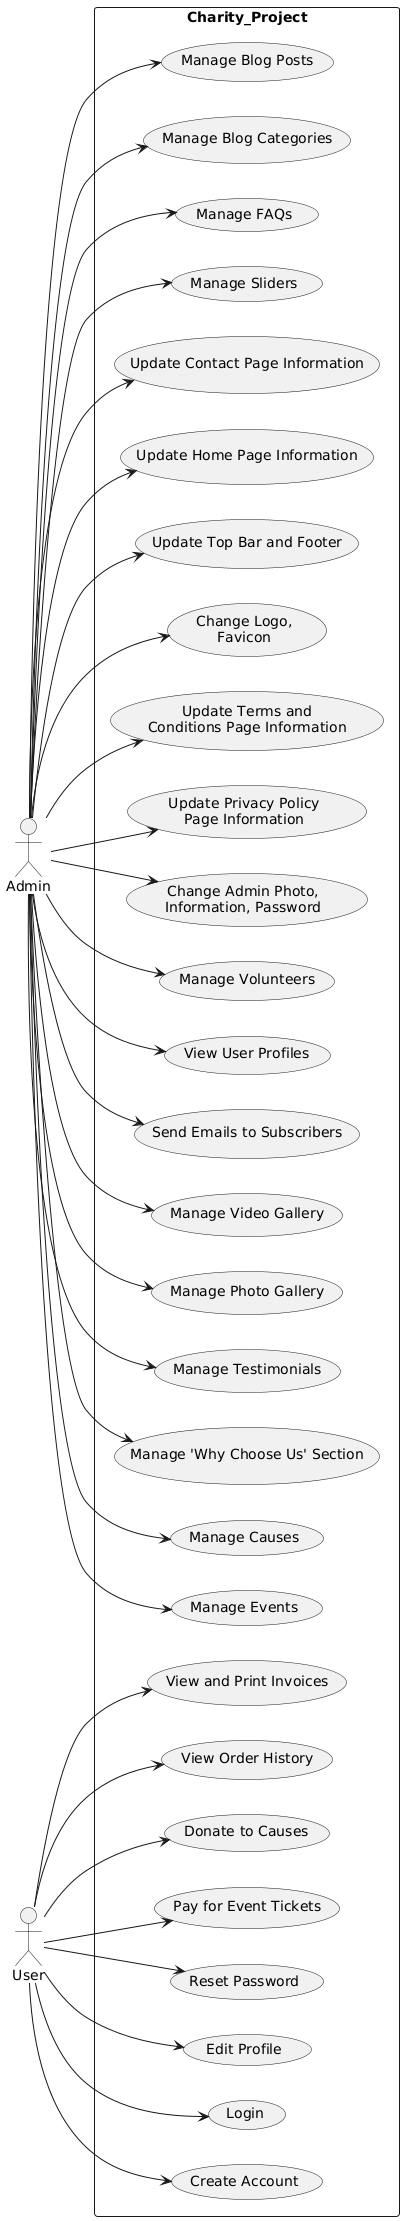 Charity_Project
Manage Blog Posts
Manage Blog Categories
Manage FAQs
Manage Sliders
Update Contact Page Information
Update Home Page Information
Update Top Bar and Footer
Change Logo,
Favicon
Update Terms and
Conditions Page Information
Update Privacy Policy
Page Information
Admin
Change Admin Photo,
Information, Password
Manage Volunteers
View User Profiles
Send Emails to Subscribers
Manage Video Gallery
Manage Photo Gallery
Manage Testimonials
Manage 'Why Choose Us' Section
Manage Causes
Manage Events
View and Print Invoices
View Order History
Donate to Causes
Pay for Event Tickets
User
Reset Password
Edit Profile
Login
Create Account